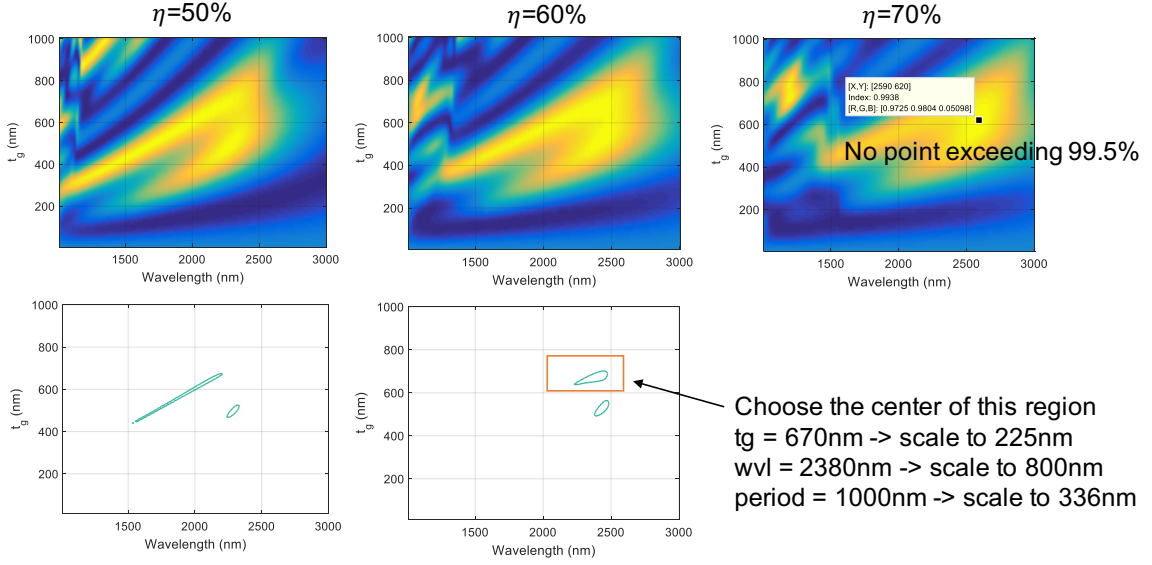 η=50%
η=60%
η=70%
1000
800
600
400
200
t_g (nm)
1500
2000
2500
3000
Wavelength (nm)
1000
800
600
400
200
t_g (nm)
1500
2000
2500
3000
Wavelength (nm)
1000
800
600
400
200
t_g (nm)
[X,Y]: [2590 620]
Index: 0.9938
[R,G,B]: [0.9725 0.9804 0.05098]
No point exceeding 99.5%
1500
2000
2500
3000
Wavelength (nm)
1000
800
600
400
200
t_g (nm)
1500
2000
2500
3000
Wavelength (nm)
1000
800
600
400
200
t_g (nm)
1500
2000
2500
3000
Wavelength (nm)
Choose the center of this region
tg = 670nm -> scale to 225nm
wvl = 2380nm -> scale to 800nm
period = 1000nm -> scale to 336nm